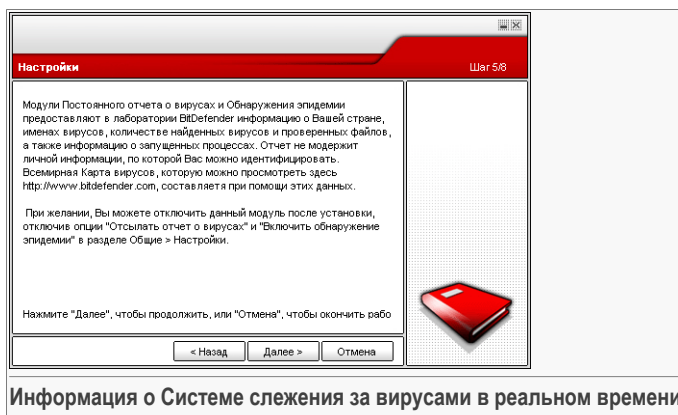 Настройки
Шаг 5/8
Модули Постоянного отчета о вирусах и Обнаружения эпидемии
предоставляют в лаборатории BitDefender информацию о Вашей стране,
именах вирусов, количестве найденных вирусов и проверенных файлов,
а также информацию о запущенных процессах. Отчет не модержит
личной информации, по которой Вас можно идентифицировать.
Всемирная Карта вирусов, которую можно просмотреть здесь
http://www.bitdefender.com, составляетя при помощи этих данных.
При желании, Вы можете отключить данный модуль после установки,
отключив опции "Отсылать отчет о вирусах" и "Включить обнаружение
эпидемии" в разделе Общие > Настройки.
Нажмите "Далее", чтобы продолжить, или "Отмена", чтобы окончить рабо
< Назад
Далее >
Отмена
Информация о Системе слежения за вирусами в реальном времени